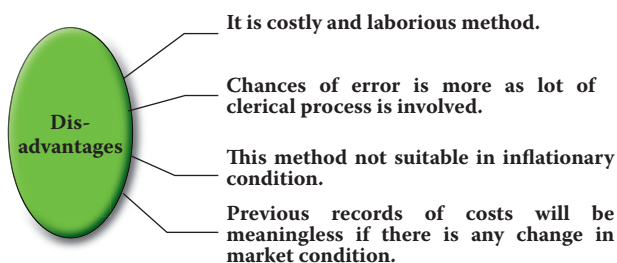 Dis-
advantages
It is costly and laborious method.
Chances of error is more as lot of
clerical process is involved.
This method not suitable in inflationary
condition.
Previous records of costs will be
meaningless if there is any change in
market condition.